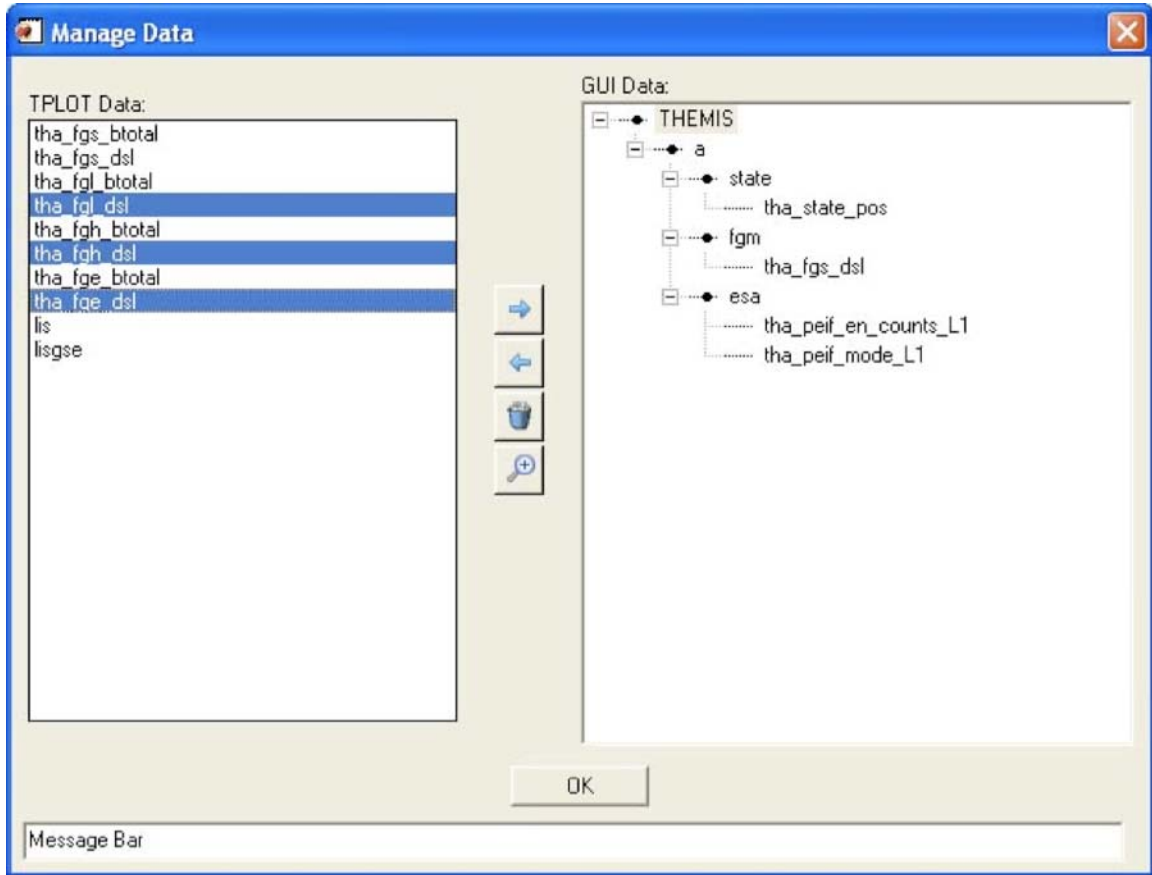 Manage Data
TPLOT Data:
tha_fgs_btotal
tha_fgs_dsl
tha_fgl_btotal
tha_fgl_dsl
tha_fgh_btotal
tha_fgh_dsl
tha_fge_btotal
tha_fge_dsl
lis
lisgse
GUI Data:
THEMIS
a
state
tha_state_pos
fgm
tha_fgs_dsl
esa
tha_peif_en_counts_L1
tha_peif_mode_L1
OK
Message Bar